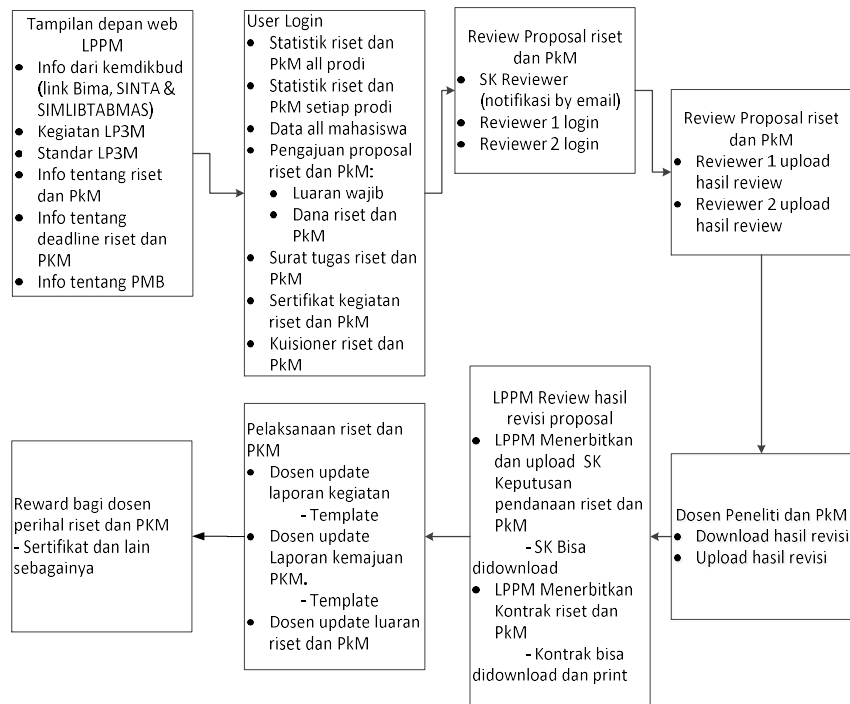 Tampilan depan web
LPPM
● Info dari kemdikbud
(link Bima, SINTA &
SIMLIBTABMAS)
● Kegiatan LP3M
● Standar LP3M
● Info tentang riset
dan PkM
● Info tentang
deadline riset dan
PKM
● Info tentang PMB
User Login
● Statistik riset dan
PkM all prodi
● Statistik riset dan
PkM setiap prodi
● Data all mahasiswa
● Pengajuan proposal
riset dan PkM:
● Luaran wajib
● Dana riset dan
PkM
● Surat tugas riset dan
PkM
● Sertifikat kegiatan
riset dan PkM
● Kuisioner riset dan
PkM
Review Proposal riset
dan PkM
● SK Reviewer
(notifikasi by email)
● Reviewer 1 login
● Reviewer 2 login
Review Proposal riset
dan PkM
● Reviewer 1 upload
hasil review
● Reviewer 2 upload
hasil review
Dosen Peneliti dan PkM
● Download hasil revisi
● Upload hasil revisi
LPPM Review hasil
revisi proposal
● LPPM Menerbitkan
dan upload SK
Keputusan
pendanaan riset dan
PkM
- SK Bisa
didownload
● LPPM Menerbitkan
Kontrak riset dan
PkM
- Kontrak bisa
didownload dan print
Pelaksanaan riset dan
PKM
● Dosen update
laporan kegiatan
- Template
● Dosen update
Laporan kemajuan
PKM.
- Template
● Dosen update luaran
riset dan PkM
Reward bagi dosen
perihal riset dan PKM
- Sertifikat dan lain
sebagainya